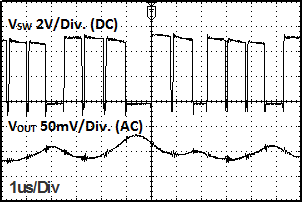 VSW 2V/Div. (DC)
VOUT 50mV/Div. (AC)
1us/Div